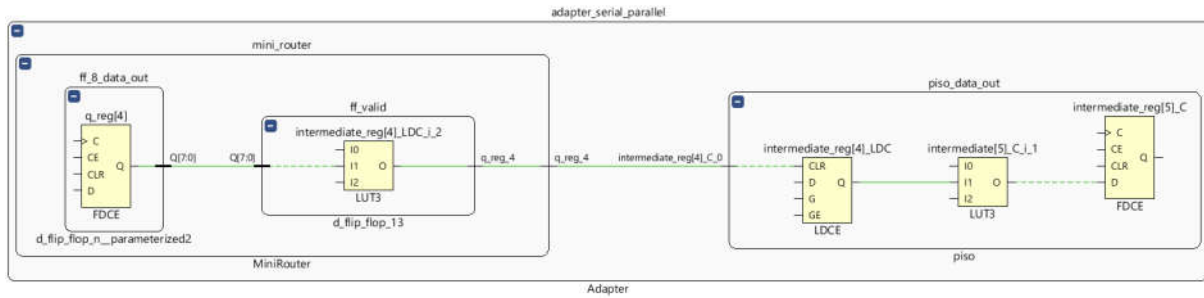 adapter_serial_parallel
mini_router
ff_8_data_out
q_reg[4]
C
CE
CLR
D
Q
FDCE
d_flip_flop_n__parameterized2
Q[7:0]
Q[7:0]
ff_valid
intermediate_reg[4]_LDC_i_2
I0
I1
I2
O
LUT3
d_flip_flop_13
q_reg_4
q_reg_4
MiniRouter
intermediate_reg[4]_C_0
piso_data_out
intermediate_reg[4]_LDC
CLR
D
G
GE
Q
LDCE
intermediate[5]_C_i_1
I0
I1
I2
O
LUT3
intermediate_reg[5]_C
C
CE
CLR
D
Q
FDCE
piso
Adapter